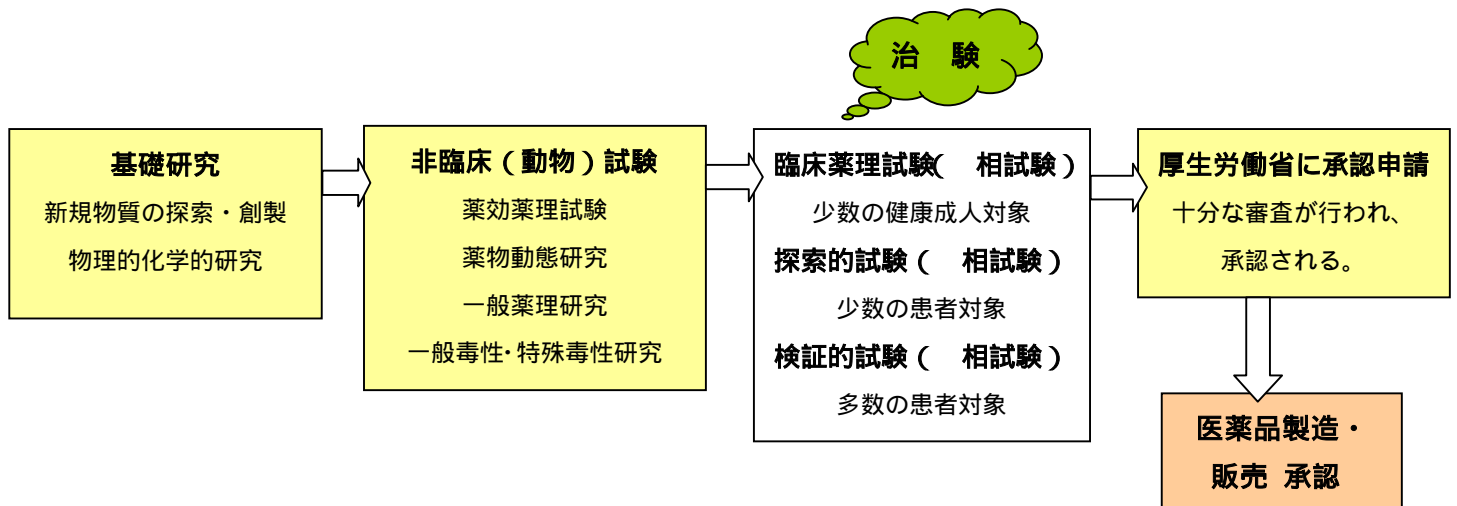 治　験
基礎研究
新規物質の探索・創製
物理的化学的研究
非臨床（動物）試験
薬効薬理試験
薬物動態研究
一般薬理研究
一般毒性・特殊毒性研究
臨床薬理試験(　相試験）
少数の健康成人対象
探索的試験（　相試験）
少数の患者対象
検証的試験（　相試験）
多数の患者対象
厚生労働省に承認申請
十分な審査が行われ、
承認される。
医薬品製造・
販売 承認